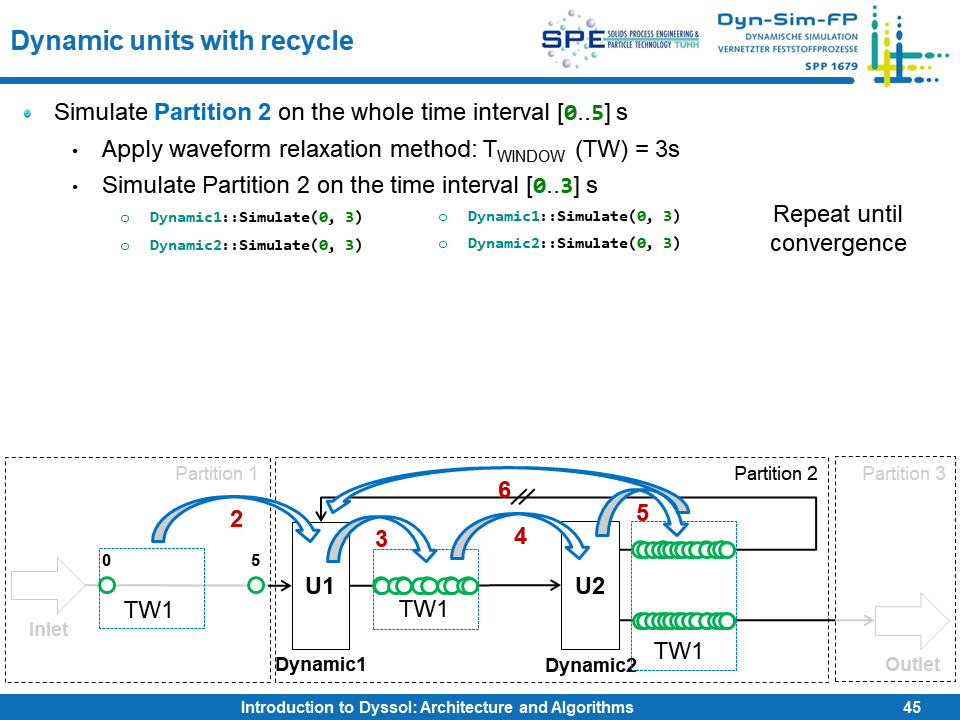 Dynamic units with recycle
SPE SOLIDS PROCESS ENGINEERING &
PARTICLE TECHNOLOGY TUHH
Dyn-Sim-FP
DYNAMISCHE SIMULATION
VERNETZTER FESTSTOFFPROZESSE
SPP 1679
Simulate Partition 2 on the whole time interval [0..5] s
Apply waveform relaxation method: TWINDOW (TW) = 3s
Simulate Partition 2 on the time interval [0..3] s
Dynamic1::Simulate(0, 3)
Dynamic2::Simulate(0, 3)
Dynamic1::Simulate(0, 3)
Dynamic2::Simulate(0, 3)
Repeat until
convergence
Partition 1
Partition 2
Partition 3
6
2
3
4
5
0
5
TW1
U1
TW1
U2
TW1
Inlet
Outlet
Dynamic1
Dynamic2
Introduction to Dyssol: Architecture and Algorithms
45